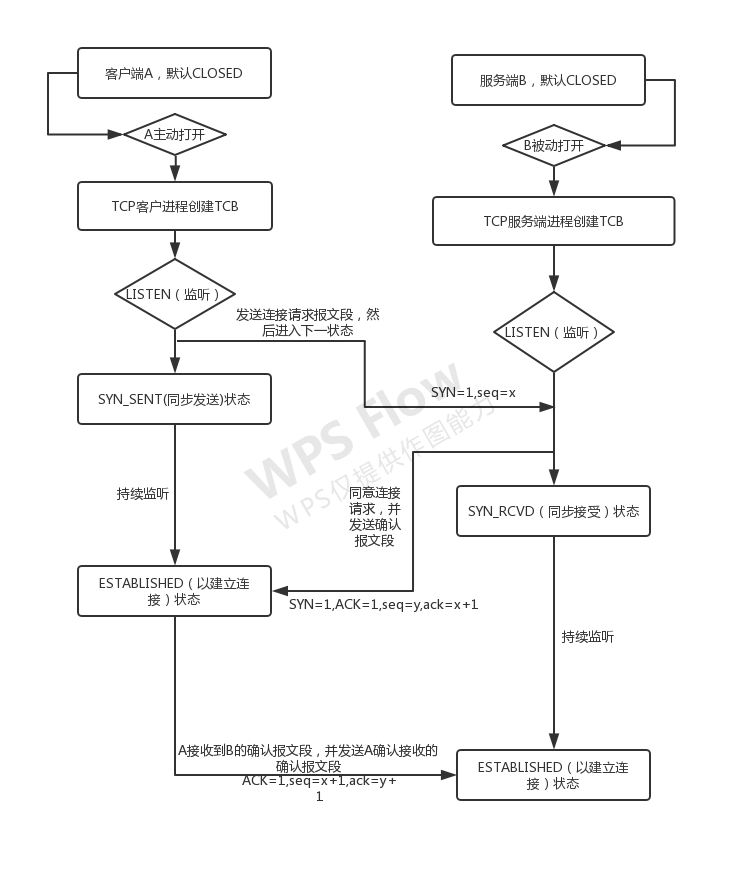 客户端A，默认CLOSED
服务端B，默认CLOSED
A主动打开
B被动打开
TCP客户进程创建TCB
TCP服务端进程创建TCB
LISTEN（监听）
发送连接请求报文段，然
后进入下一状态
LISTEN（监听）
SYN_SENT(同步发送)状态
SYN=1,seq=x
WPS Flow
WPS仅提供作图能力
持续监听
同意连接
请求，并
发送确认
报文段
SYN_RCVD（同步接受）状态
ESTABLISHED（以建立连
接）状态
SYN=1,ACK=1,seq=y,ack=x+1
持续监听
A接收到B的确认报文段，并发送A确认接收的
确认报文段
ACK=1,seq=x+1,ack=y+
1
ESTABLISHED（以建立连
接）状态